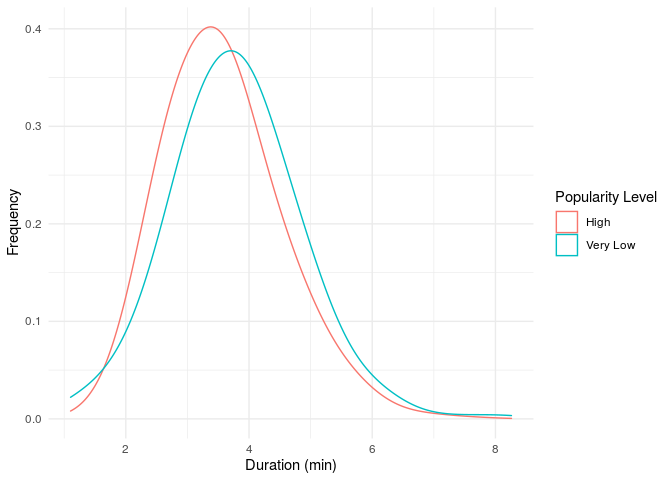 0.4
0.3
0.2
0.1
0.0
Frequency
2
4
6
8
Duration (min)
Popularity Level
High
Very Low